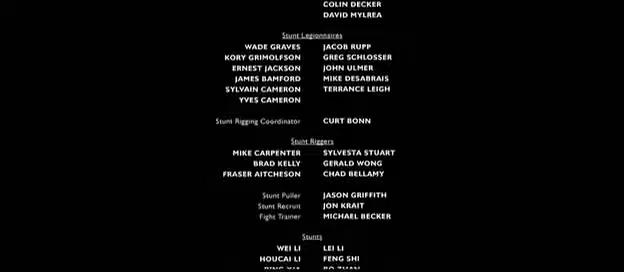 COLIN DECKER
DAVID MYLREA
Stunt Legionnaires
WADE GRAVES JACOB RUPP
KORY GRIMOLFSON GREG SCHLOSSER
ERNEST JACKSON JOHN ULMER
JAMES BAMFORD MIKE DESABRAIS
SYLVAIN CAMERON TERRANCE LEIGH
YVES CAMERON
Stunt Rigging Coordinator CURT BONN
Stunt Riggers
MIKE CARPENTER SYLVESTA STUART
BRAD KELLY GERALD WONG
FRASER AITCHESON CHAD BELLAMY
Stunt Puller JASON GRIFFITH
Stunt Recruit JON KRAIT
Fight Trainer MICHAEL BECKER
Stunts
WEI LI LEI LI
HOUCAI LI FENG SHI